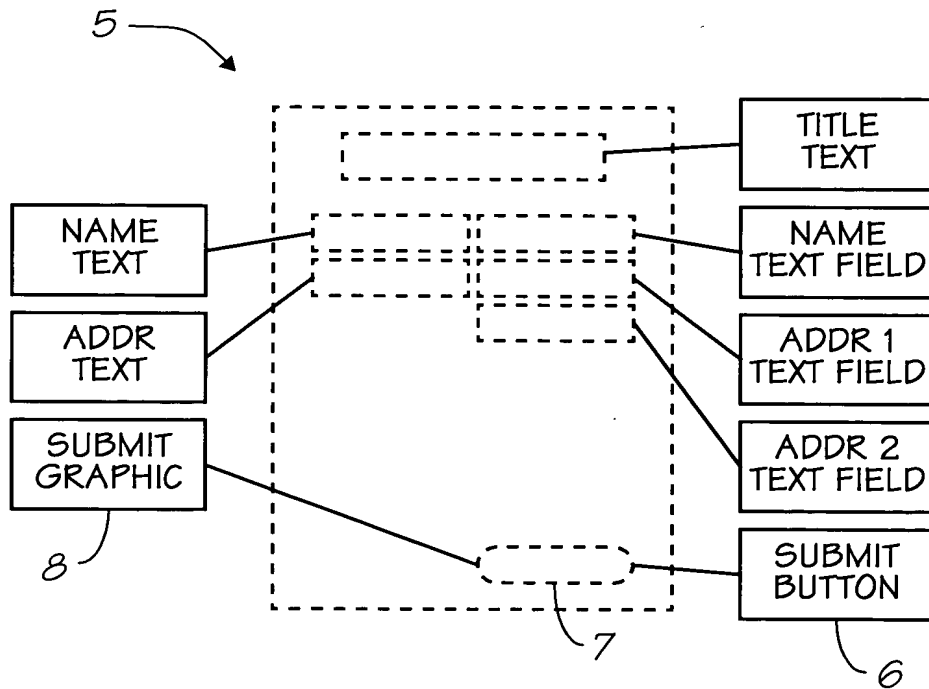 5
TITLE
TEXT
NAME
TEXT
NAME
TEXT FIELD
ADDR
TEXT
ADDR 1
TEXT FIELD
SUBMIT
GRAPHIC
ADDR 2
TEXT FIELD
8
SUBMIT
BUTTON
7
6